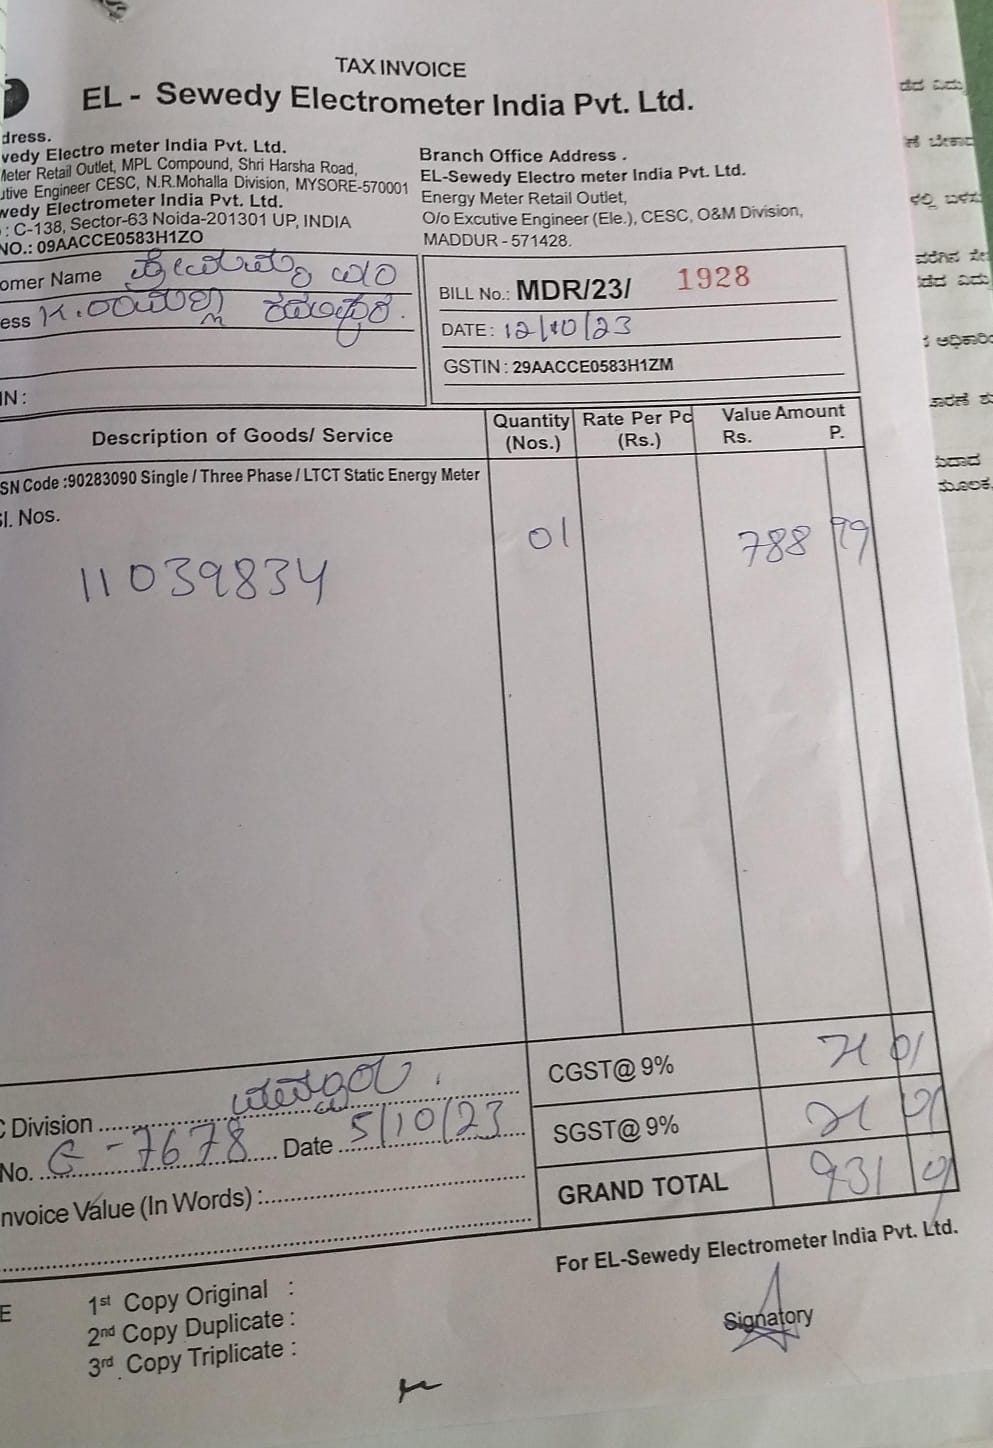 TAX INVOICE
EL - Sewedy Electrometer India Pvt. Ltd.
dress.
vedy Electro meter India Pvt. Ltd.
Meter Retail Outlet, MPL Compound, Shri Harsha Road,
utive Engineer CESC, N.R.Mohalla Division, MYSORE-570001
wedy Electrometer India Pvt. Ltd.
: C-138, Sector-63 Noida-201301 UP, INDIA
NO.: 09AACCE0583H1ZO
Branch Office Address .
EL-Sewedy Electro meter India Pvt. Ltd.
Energy Meter Retail Outlet,
O/o Excutive Engineer (Ele.), CESC, O&M Division,
MADDUR - 571428.
omer Name
ess
IN :
BILL No.: MDR/23/ 1928
DATE : 12/10/23
GSTIN : 29AACCE0583H1ZM
Description of Goods/ Service Quantity (Nos.) Rate Per Pc (Rs.) Value Amount Rs. P.
SN Code :90283090 Single / Three Phase / LTCT Static Energy Meter
Sl. Nos.
11039834 01 788 99
CGST@ 9% 71 01
SGST@ 9% 71 01
GRAND TOTAL 931 01
C Division
No. G-7678 Date 5/10/23
nvoice Value (In Words) :
For EL-Sewedy Electrometer India Pvt. Ltd.
Signatory
E
1st Copy Original :
2nd Copy Duplicate :
3rd Copy Triplicate :